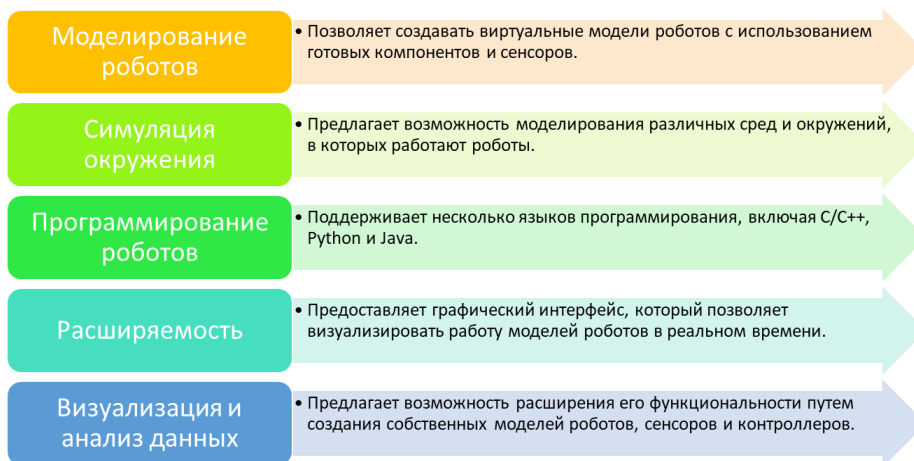 Моделирование
роботов
• Позволяет создавать виртуальные модели роботов с использованием
готовых компонентов и сенсоров.
Симуляция
окружения
• Предлагает возможность моделирования различных сред и окружений,
в которых работают роботы.
Программирование
роботов
• Поддерживает несколько языков программирования, включая C/C++,
Python и Java.
Расширяемость
• Предоставляет графический интерфейс, который позволяет
визуализировать работу моделей роботов в реальном времени.
Визуализация и
анализ данных
• Предлагает возможность расширения его функциональности путем
создания собственных моделей роботов, сенсоров и контроллеров.